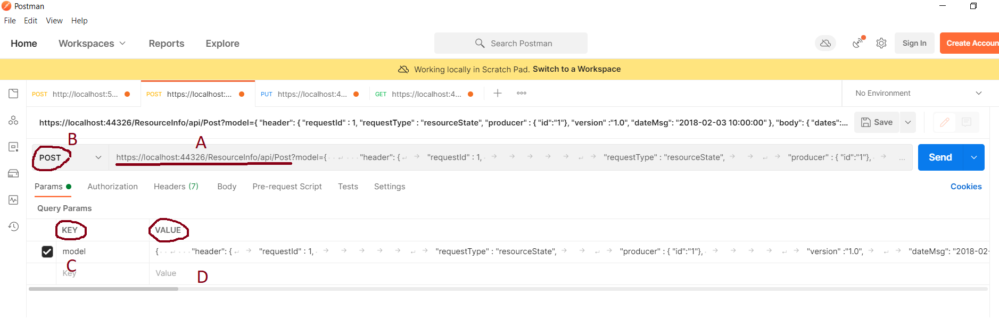 Postman
File Edit View Help
Home Workspaces Reports Explore Search Postman Sign In Create Accoun
Working locally in Scratch Pad. Switch to a Workspace
POST http://localhost:5... POST https://localhost:... PUT https://localhost:4... GET https://localhost:4... No Environment
https://localhost:44326/ResourceInfo/api/Post?model={ "header": { "requestId" : 1, "requestType" : "resourceState", "producer" : { "id":"1"}, "version" :"1.0", "dateMsg": "2018-02-03 10:00:00" }, "body": { "dates":... Save
B A
POST https://localhost:44326/ResourceInfo/api/Post?model={ "header": { "requestId" : 1, "requestType" : "resourceState", "producer" : { "id":"1"}, ... Send
Params Authorization Headers (7) Body Pre-request Script Tests Settings Cookies
Query Params
KEY VALUE
model { "header": { "requestId" : 1, "requestType" : "resourceState", "producer" : { "id":"1"}, "version" :"1.0", "dateMsg": "2018-02-
C D
Key Value